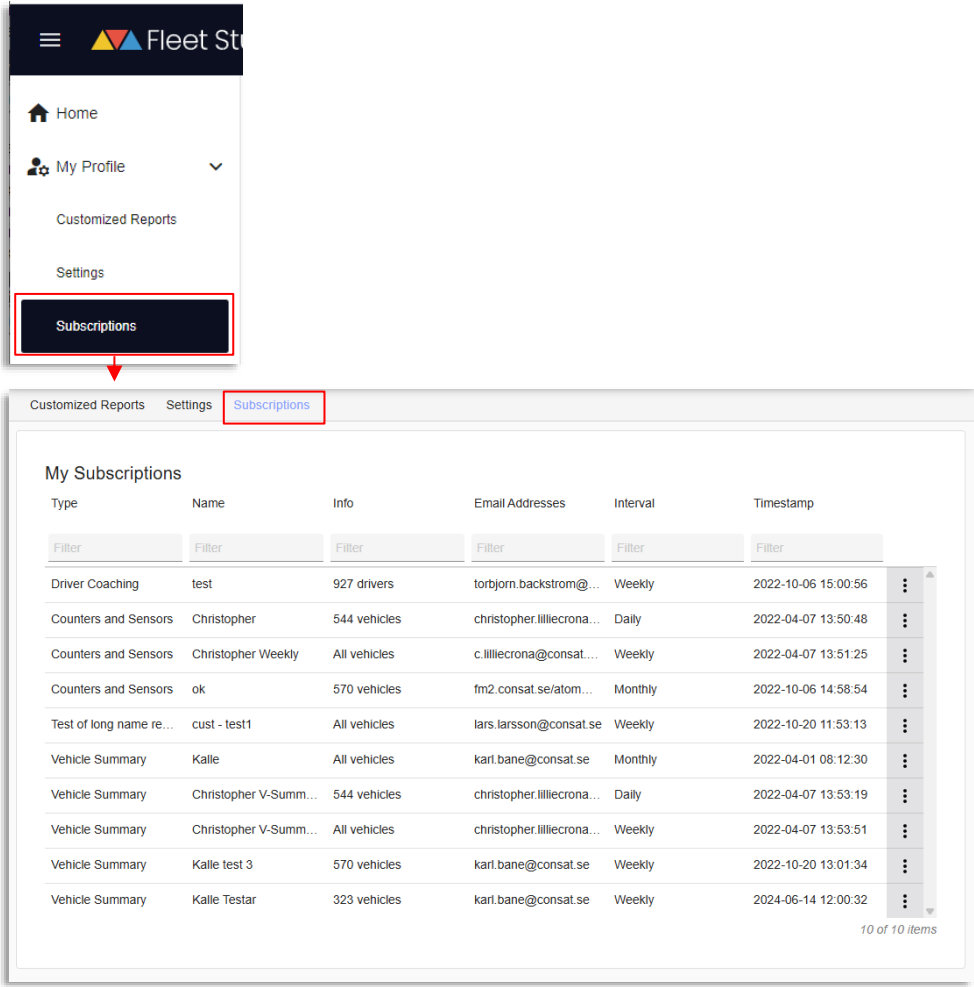 Fleet Stu
Home
My Profile
Customized Reports
Settings
Subscriptions
Customized Reports Settings Subscriptions
My Subscriptions
Type Name Info Email Addresses Interval Timestamp
Filter Filter Filter Filter Filter Filter
Driver Coaching test 927 drivers torbjorn.backstrom@... Weekly 2022-10-06 15:00:56
Counters and Sensors Christopher 544 vehicles christopher.lilliecrona... Daily 2022-04-07 13:50:48
Counters and Sensors Christopher Weekly All vehicles c.lilliecrona@consat.... Weekly 2022-04-07 13:51:25
Counters and Sensors ok 570 vehicles fm2.consat.se/atom... Monthly 2022-10-06 14:58:54
Test of long name re... cust - test1 All vehicles lars.larsson@consat.se Weekly 2022-10-20 11:53:13
Vehicle Summary Kalle All vehicles karl.bane@consat.se Monthly 2022-04-01 08:12:30
Vehicle Summary Christopher V-Summ... 544 vehicles christopher.lilliecrona... Daily 2022-04-07 13:53:19
Vehicle Summary Christopher V-Summ... All vehicles christopher.lilliecrona... Weekly 2022-04-07 13:53:51
Vehicle Summary Kalle test 3 570 vehicles karl.bane@consat.se Weekly 2022-10-20 13:01:34
Vehicle Summary Kalle Testar 323 vehicles karl.bane@consat.se Weekly 2024-06-14 12:00:32
10 of 10 items